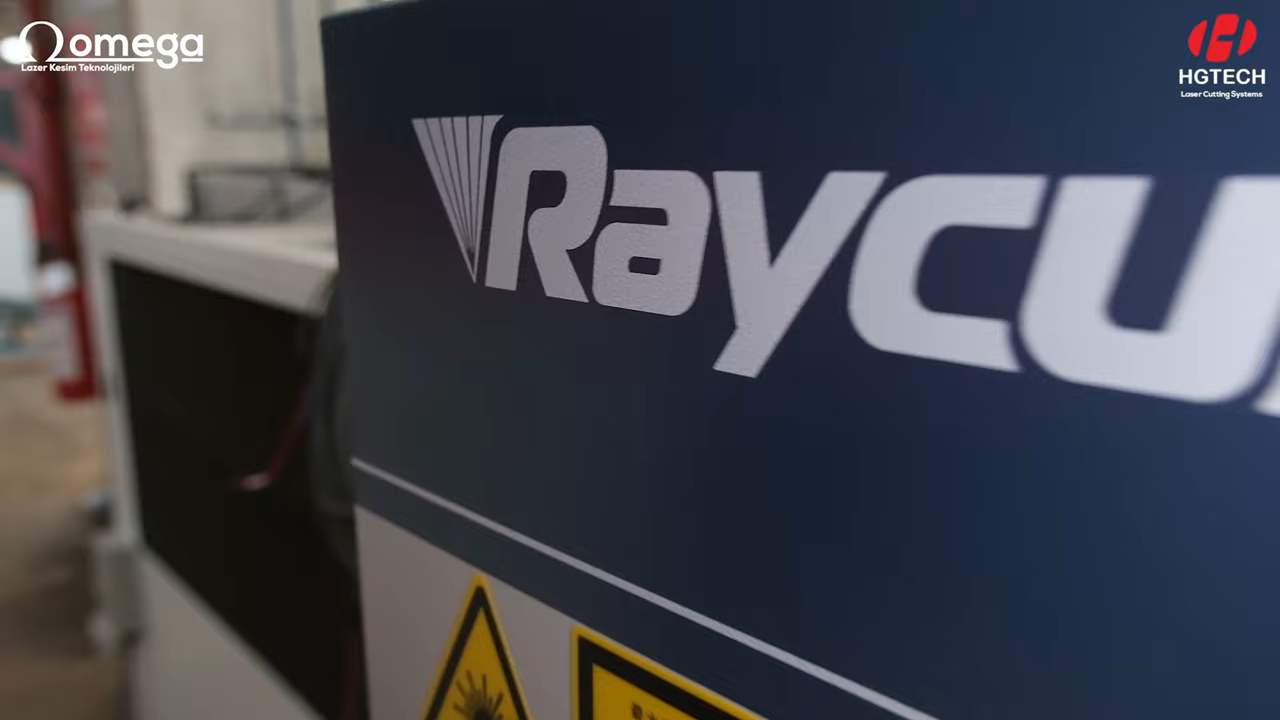 omega
Lazer Kesim Teknolojileri
HGTECH
Laser Cutting Systems
Raycu